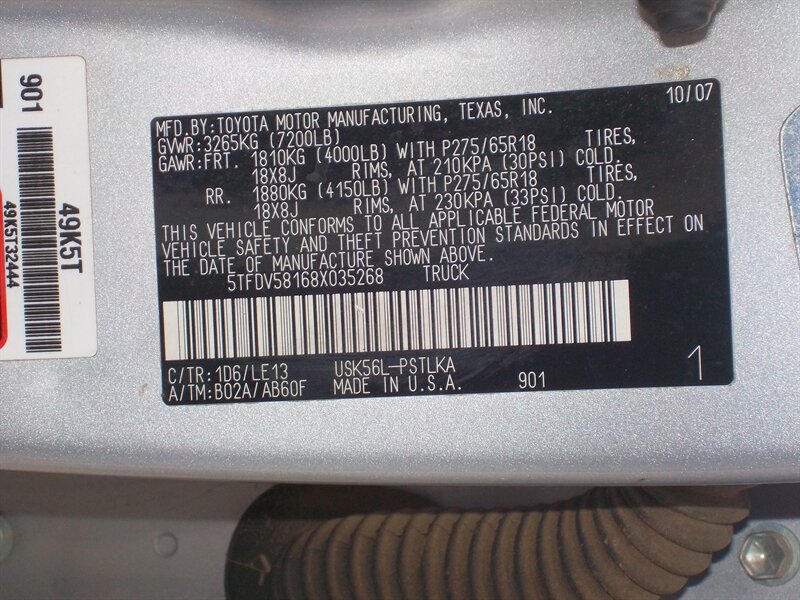 10/07
MFD.BY:TOYOTA MOTOR MANUFACTURING, TEXAS, INC.
GVWR:3265KG (7200LB)
GAWR:FRT. 1810KG (4000LB) WITH P275/65R18 TIRES,
18X8J RIMS, AT 210KPA (30PSI) COLD.
RR. 1880KG (4150LB) WITH P275/65R18 TIRES,
18X8J RIMS, AT 230KPA (33PSI) COLD.
THIS VEHICLE CONFORMS TO ALL APPLICABLE FEDERAL MOTOR
VEHICLE SAFETY AND THEFT PREVENTION STANDARDS IN EFFECT ON
THE DATE OF MANUFACTURE SHOWN ABOVE.
5TFDV58168X035268 TRUCK
C/TR:1D6/LE13 USK56L-PSTLKA
A/TM:B02A/AB60F MADE IN U.S.A. 901
1
901
49K5T
49K5T32444